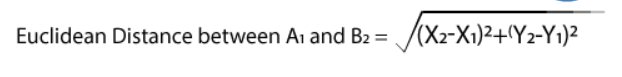 Euclidean Distance between A₁ and B₂ = √(X₂-X₁)²+(Y₂-Y₁)²